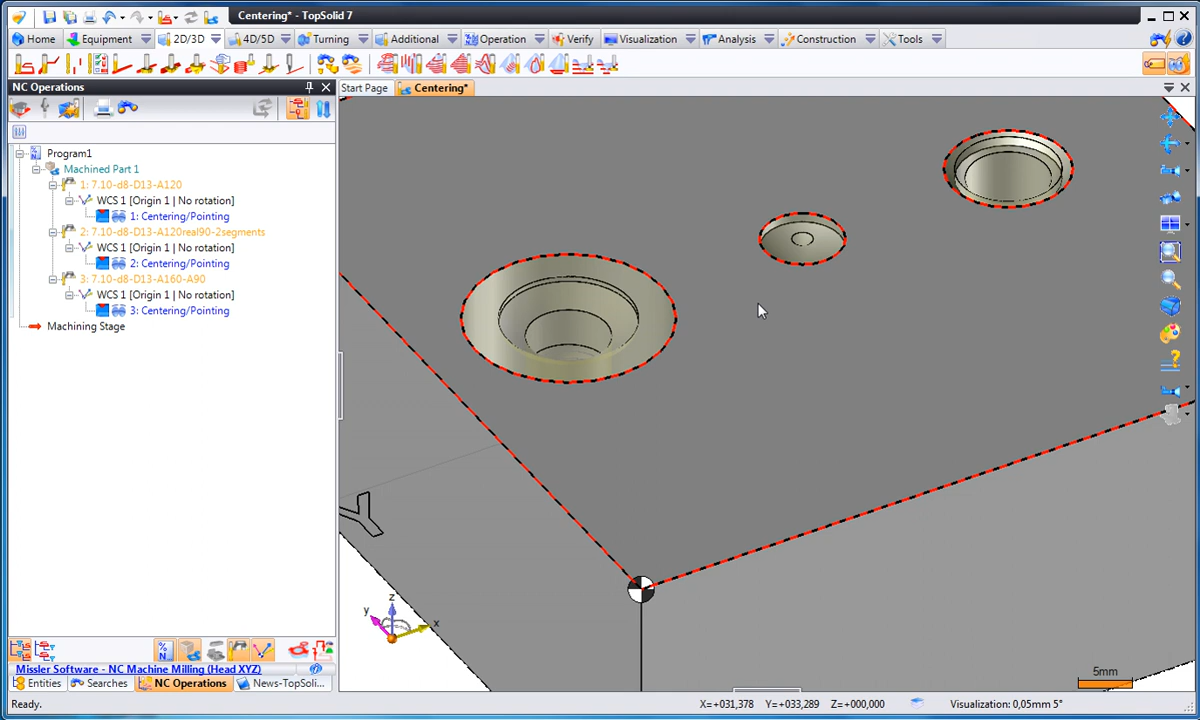 Centering* - TopSolid 7
Home Equipment 2D/3D 4D/5D Turning Additional Operation Verify Visualization Analysis Construction Tools
NC Operations
Start Page Centering*
Program1
Machined Part 1
1: 7.10-d8-D13-A120
WCS 1 [Origin 1 | No rotation]
1: Centering/Pointing
2: 7.10-d8-D13-A120real90-2segments
WCS 1 [Origin 1 | No rotation]
2: Centering/Pointing
3: 7.10-d8-D13-A160-A90
WCS 1 [Origin 1 | No rotation]
3: Centering/Pointing
Machining Stage
Y
z
y
x
5mm
Missler Software - NC Machine Milling (Head XYZ)
Entities Searches NC Operations News-TopSoli...
Ready.
X=+031,378 Y=+033,289 Z=+000,000 Visualization: 0,05mm 5°